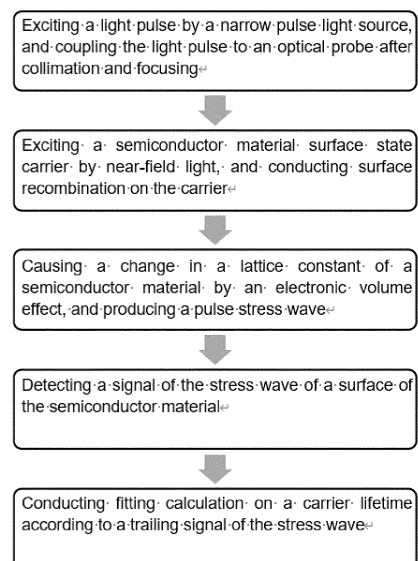 Exciting a light pulse by a narrow pulse light source,
and coupling the light pulse to an optical probe after
collimation and focusing
Exciting a semiconductor material surface state
carrier by near-field light, and conducting surface
recombination on the carrier
Causing a change in a lattice constant of a
semiconductor material by an electronic volume
effect, and producing a pulse stress wave
Detecting a signal of the stress wave of a surface of
the semiconductor material
Conducting fitting calculation on a carrier lifetime
according to a trailing signal of the stress wave